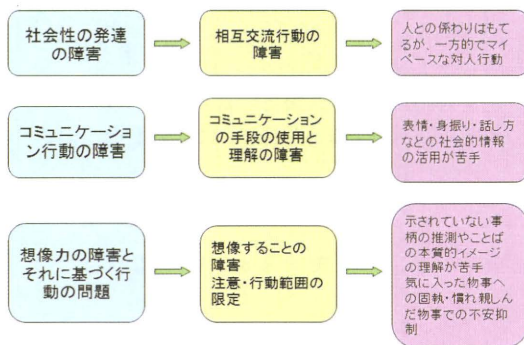 社会性の発達
の障害
相互交流行動の
障害
人との係わりはもて
るが、一方的でマイ
ペースな対人行動
コミュニケーショ
ン行動の障害
コミュニケーション
の手段の使用と
理解の障害
表情・身振り・話し方
などの社会的情報
の活用が苦手
想像力の障害と
それに基づく行
動の問題
想像することの
障害
注意・行動範囲の
限定
示されていない事
柄の推測やことば
の本質的イメージ
の理解が苦手
気に入った物事へ
の固執・慣れ親しん
だ物事での不安抑
制